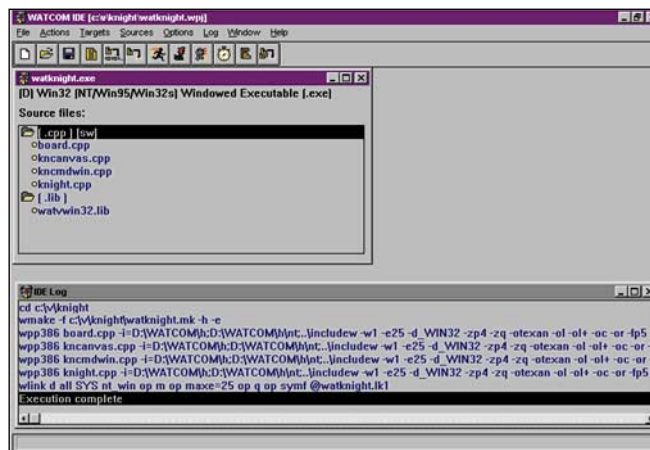 WATCOM IDE [c:\v\knight\watknight.wpj]
File Actions Targets Sources Options Log Window Help
watknight.exe
[D] Win32 [NT/Win95/Win32s] Windowed Executable [.exe]
Source files:
[ .cpp ] [sw]
board.cpp
kncanvas.cpp
kncmdwin.cpp
knight.cpp
[ .lib ]
watvwin32.lib
IDE Log
cd c:\v\knight
wmake -f c:\v\knight\watknight.mk -h -e
wpp386 board.cpp -i=D:\WATCOM\h;D:\WATCOM\h\nt;..\includew -w1 -e25 -d_WIN32 -zp4 -zq -otexan -ol -ol+ -oc -or -fp5
wpp386 kncanvas.cpp -i=D:\WATCOM\h;D:\WATCOM\h\nt;..\includew -w1 -e25 -d_WIN32 -zp4 -zq -otexan -ol -ol+ -oc -or
wpp386 kncmdwin.cpp -i=D:\WATCOM\h;D:\WATCOM\h\nt;..\includew -w1 -e25 -d_WIN32 -zp4 -zq -otexan -ol -ol+ -oc -or
wpp386 knight.cpp -i=D:\WATCOM\h;D:\WATCOM\h\nt;..\includew -w1 -e25 -d_WIN32 -zp4 -zq -otexan -ol -ol+ -oc -or -fp5
wlink d all SYS nt_win op m op maxe=25 op q op symf @watknight.lk1
Execution complete